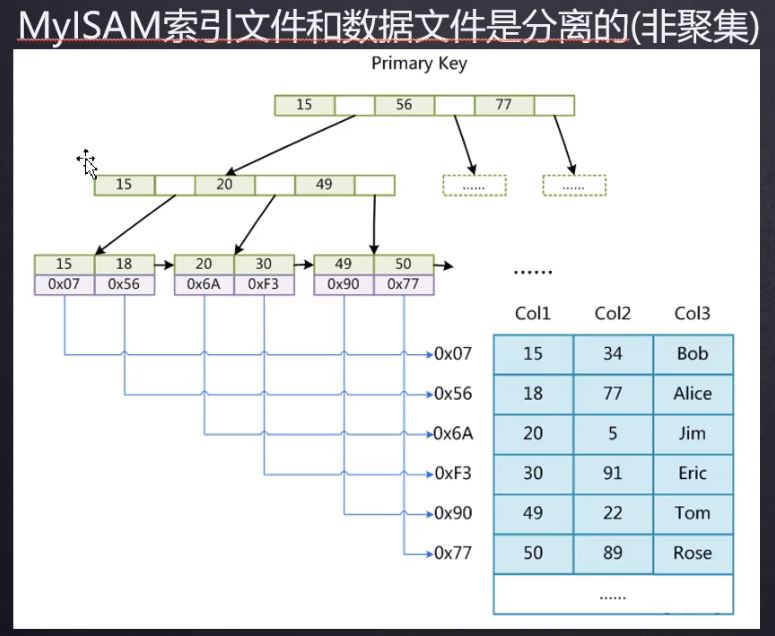 MyISAM索引文件和数据文件是分离的(非聚集)
Primary Key
15 56 77
15 20 49
......
......
15 18 20 30 49 50
0x07 0x56 0x6A 0xF3 0x90 0x77
......
Col1 Col2 Col3
0x07 15 34 Bob
0x56 18 77 Alice
0x6A 20 5 Jim
0xF3 30 91 Eric
0x90 49 22 Tom
0x77 50 89 Rose
......